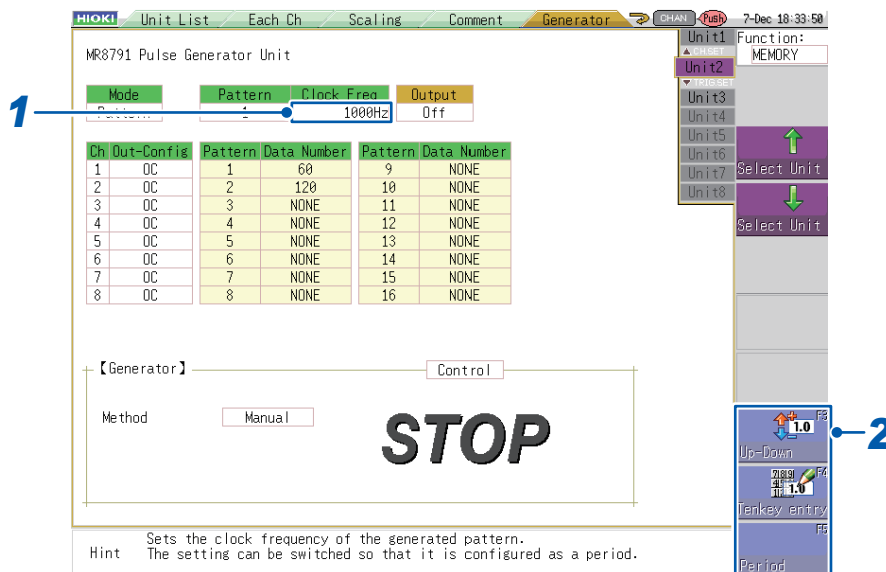 HIOKI Unit List Each Ch Scaling Comment Generator CHAN Push 7-Dec 18:33:50
Unit1 Function:
MR8791 Pulse Generator Unit ▲ CH SET MEMORY
Unit2
▼ TRIG SET
Mode Pattern Clock Freq Output Unit3
1 Pattern 1 1000Hz Off Unit4
Unit5
Ch Out-Config Pattern Data Number Pattern Data Number Unit6
1 OC 1 60 9 NONE Unit7 Select Unit
2 OC 2 120 10 NONE Unit8
3 OC 3 NONE 11 NONE
4 OC 4 NONE 12 NONE Select Unit
5 OC 5 NONE 13 NONE
6 OC 6 NONE 14 NONE
7 OC 7 NONE 15 NONE
8 OC 8 NONE 16 NONE
【Generator】 Control
Method Manual STOP
F3
1.0 2
Up-Down
F4
1.0
Tenkey entry
F5
Period
Hint Sets the clock frequency of the generated pattern.
The setting can be switched so that it is configured as a period.